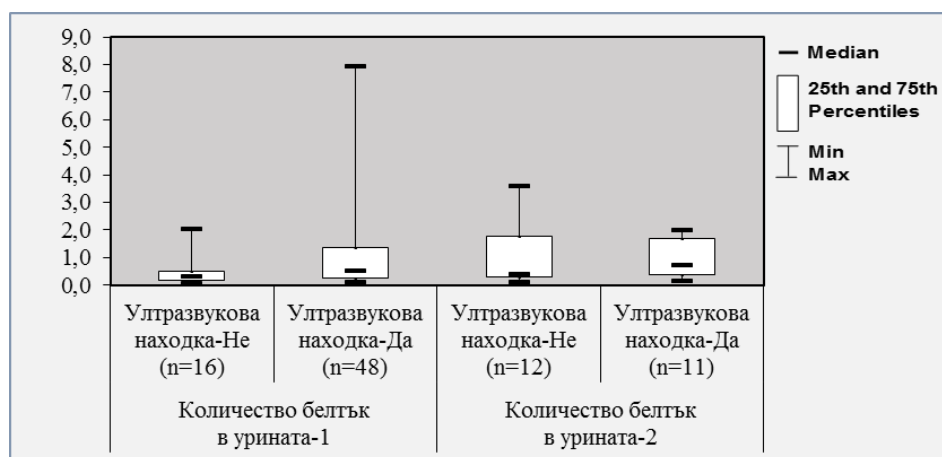 9,0
8,0
7,0
6,0
5,0
4,0
3,0
2,0
1,0
0,0
Median
25th and 75th
Percentiles
Min
Max
Ултразвукова
находка-Не
(n=16)
Ултразвукова
находка-Да
(n=48)
Ултразвукова
находка-Не
(n=12)
Ултразвукова
находка-Да
(n=11)
Количество белтък
в урината-1
Количество белтък
в урината-2